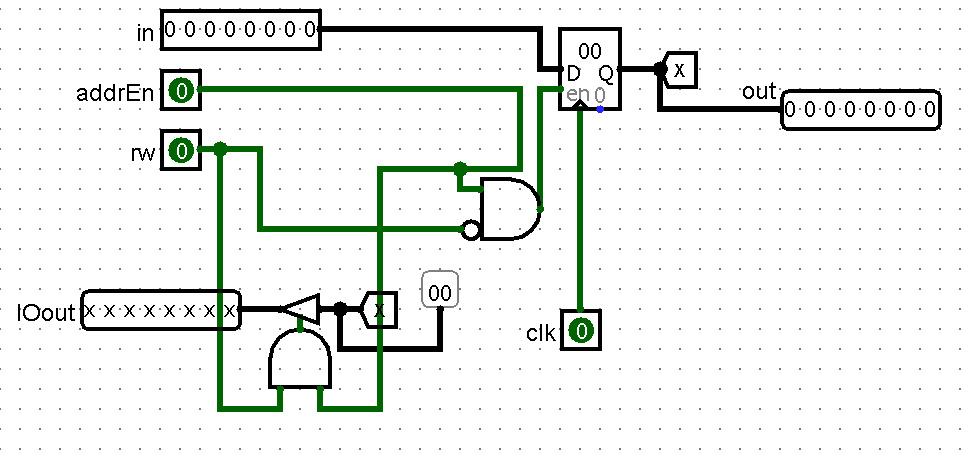 in 0 0 0 0 0 0 0 0
addrEn 0
rw 0
00
D Q
en 0
x
out
0 0 0 0 0 0 0 0
IOout x x x x x x x x
x
00
clk 0